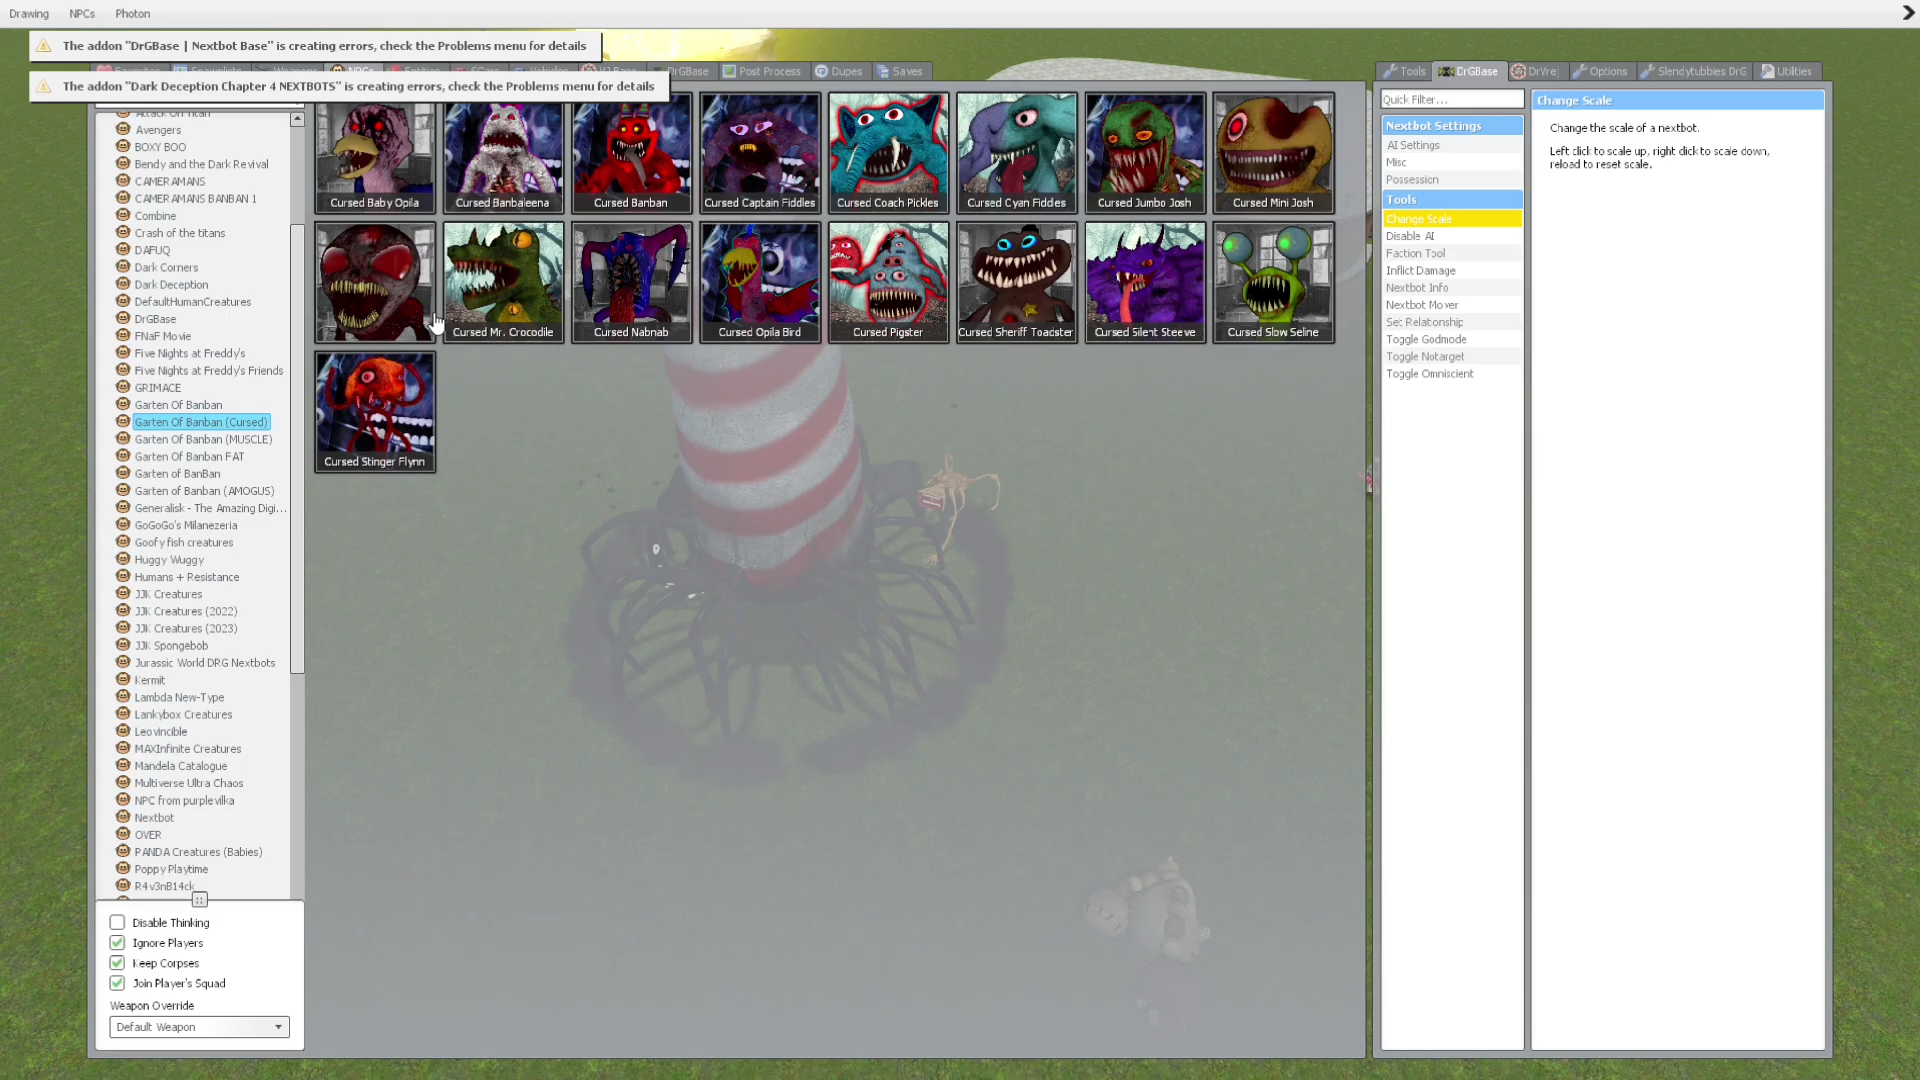 Drawing NPCs Photon
The addon "DrGBase | Nextbot Base" is creating errors, check the Problems menu for details
DrGBase Post Process Dupes Saves
Tools DrGBase Options Slendytubbies DrG Utilities
The addon "Dark Deception Chapter 4 NEXTBOTS" is creating errors, check the Problems menu for details
Attack On Titan
Avengers
BOXY BOO
Bendy and the Dark Revival
CAMERAMANS
CAMERAMANS BANBAN 1
Combine
Crash of the titans
DAFUQ
Dark Corners
Dark Deception
DefaultHumanCreatures
DrGBase
FNaF Movie
Five Nights at Freddy's
Five Nights at Freddy's Friends
GRIMACE
Garten Of Banban
Garten Of Banban (Cursed)
Garten Of Banban (MUSCLE)
Garten Of Banban FAT
Garten of BanBan
Garten of Banban (AMOGUS)
Generalisk - The Amazing Digi...
GoGoGo's Milanezeria
Goofy fish creatures
Huggy Wuggy
Humans + Resistance
JJK Creatures
JJK Creatures (2022)
JJK Creatures (2023)
JJK Spongebob
Jurassic World DRG Nextbots
Kermit
Lambda New-Type
Lankybox Creatures
Leovincible
MAXInfinite Creatures
Mandela Catalogue
Multiverse Ultra Chaos
NPC from purplevilka
Nextbot
OVER
PANDA Creatures (Babies)
Poppy Playtime
R4v3nB14ck
Disable Thinking
Ignore Players
Keep Corpses
Join Player's Squad
Weapon Override
Default Weapon
Cursed Baby Opila
Cursed Banbaleena
Cursed Banban
Cursed Captain Fiddles
Cursed Coach Pickles
Cursed Cyan Fiddes
Cursed Jumbo Josh
Cursed Mini Josh
Cursed Mr. Crocodile
Cursed Nabnab
Cursed Opila Bird
Cursed Pigster
Cursed Sheriff Toadster
Cursed Silent Steeve
Cursed Slow Seline
Cursed Stinger Flynn
Quick Filter...
Nextbot Settings
AI Settings
Misc
Possession
Tools
Change Scale
Disable AI
Faction Tool
Inflict Damage
Nextbot Info
Nextbot Mover
Set Relationship
Toggle Godmode
Toggle Notarget
Toggle Omniscient
Change Scale
Change the scale of a nextbot.
Left click to scale up, right click to scale down,
reload to reset scale.